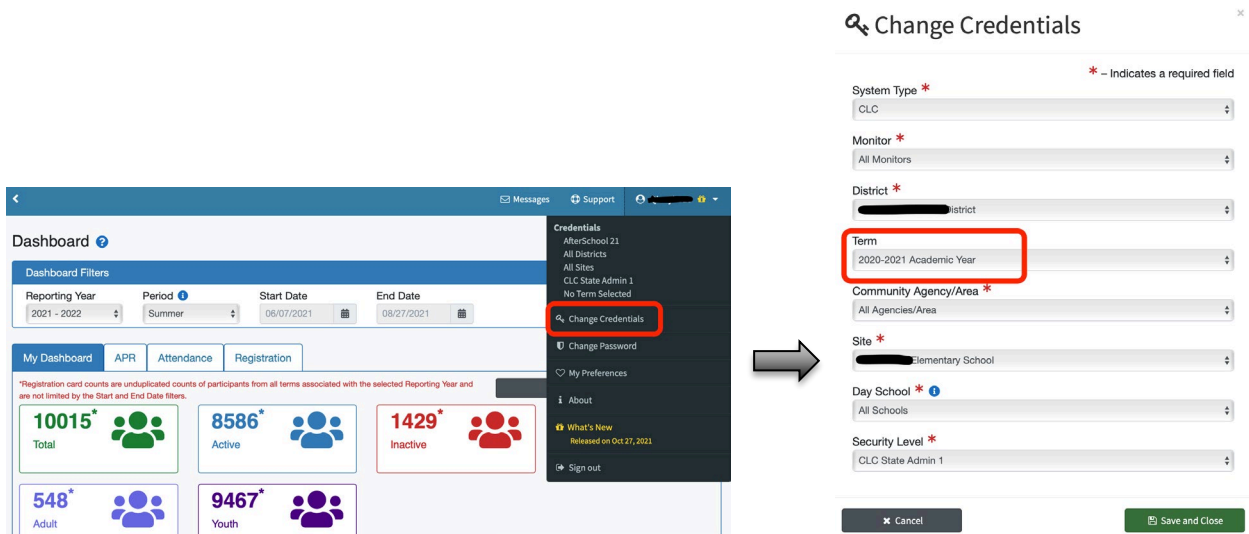 Messages
Support
Dashboard ?
Dashboard Filters
Reporting Year
Period i
Start Date
End Date
2021 - 2022
Summer
06/07/2021
08/27/2021
My Dashboard
APR
Attendance
Registration
*Registration card counts are unduplicated counts of participants from all terms associated with the selected Reporting Year and
are not limited by the Start and End Date filters.
10015*
Total
8586*
Active
1429*
Inactive
548*
Adult
9467*
Youth
Credentials
AfterSchool 21
All Districts
All Sites
CLC State Admin 1
No Term Selected
Change Credentials
Change Password
My Preferences
i About
What's New
Released on Oct 27, 2021
Sign out
Change Credentials
×
* – Indicates a required field
System Type *
CLC
Monitor *
All Monitors
District *
District
Term
2020-2021 Academic Year
Community Agency/Area *
All Agencies/Area
Site *
Elementary School
Day School * i
All Schools
Security Level *
CLC State Admin 1
✖ Cancel
Save and Close